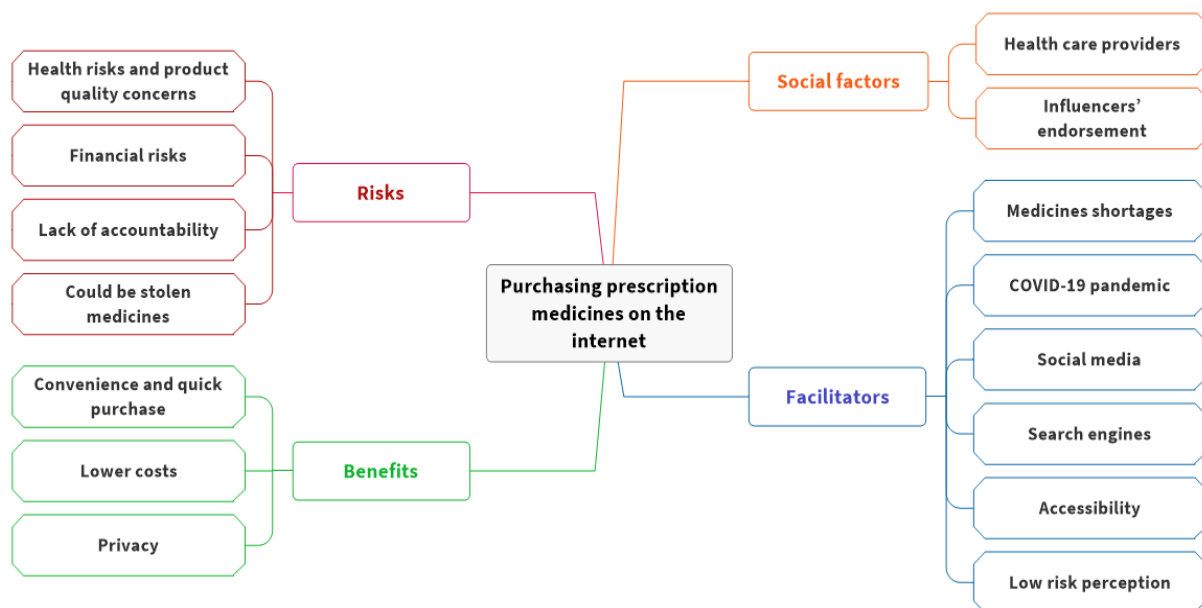 Purchasing prescription
medicines on the
internet
Risks
Health risks and product
quality concerns
Financial risks
Lack of accountability
Could be stolen
medicines
Benefits
Convenience and quick
purchase
Lower costs
Privacy
Social factors
Health care providers
Influencers’
endorsement
Facilitators
Medicines shortages
COVID-19 pandemic
Social media
Search engines
Accessibility
Low risk perception